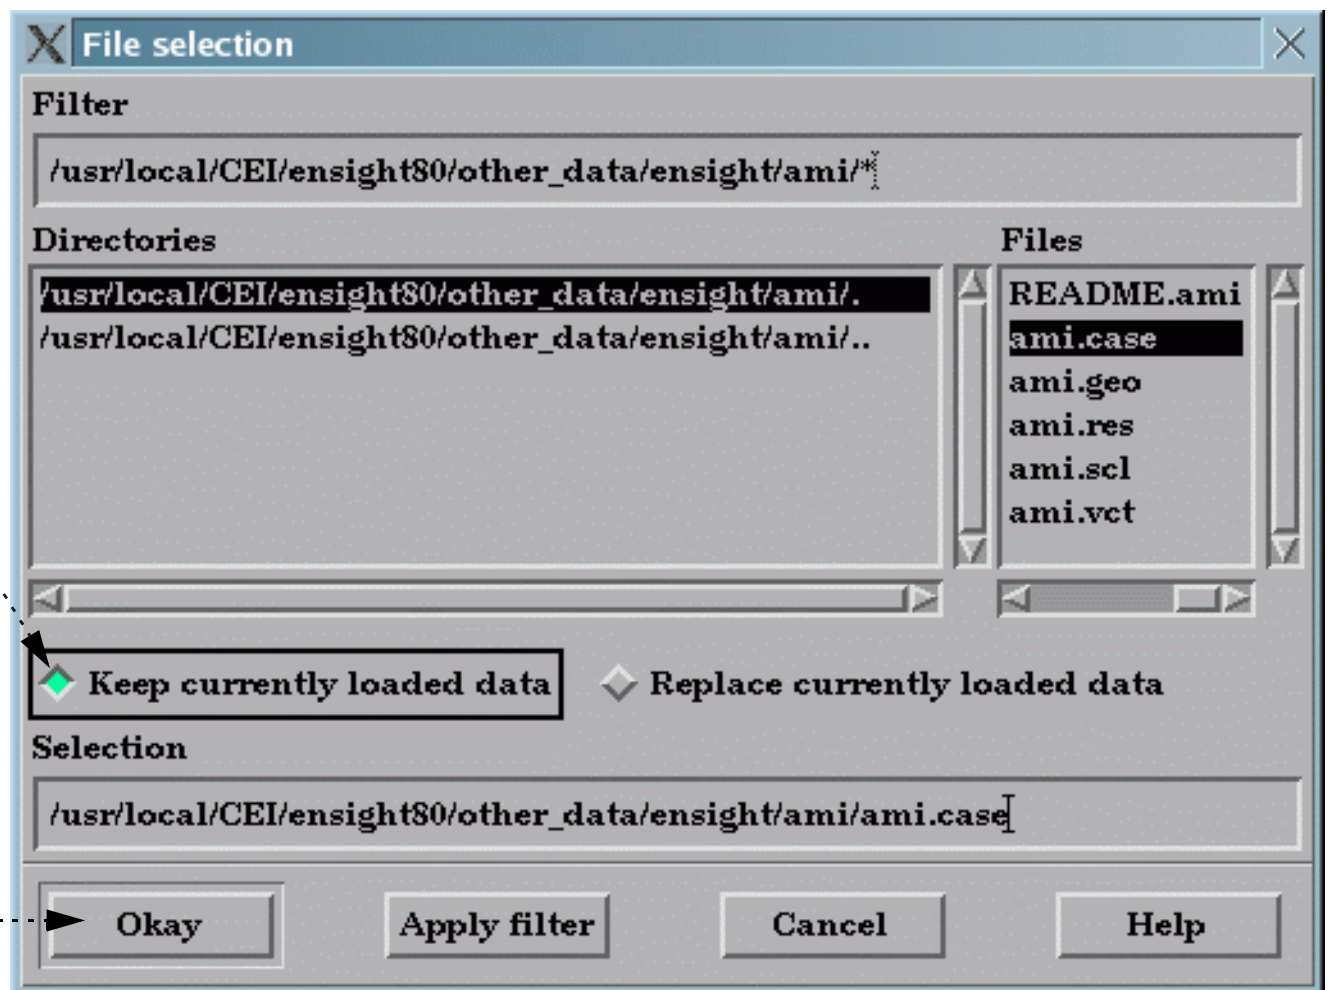 File selection
Filter
/usr/local/CEI/ensight80/other_data/ensight/ami/*
Directories
/usr/local/CEI/ensight80/other_data/ensight/ami/.
/usr/local/CEI/ensight80/other_data/ensight/ami/..
Files
README.ami
ami.case
ami.geo
ami.res
ami.scl
ami.vct
Keep currently loaded data
Replace currently loaded data
Selection
/usr/local/CEI/ensight80/other_data/ensight/ami/ami.case
Okay
Apply filter
Cancel
Help